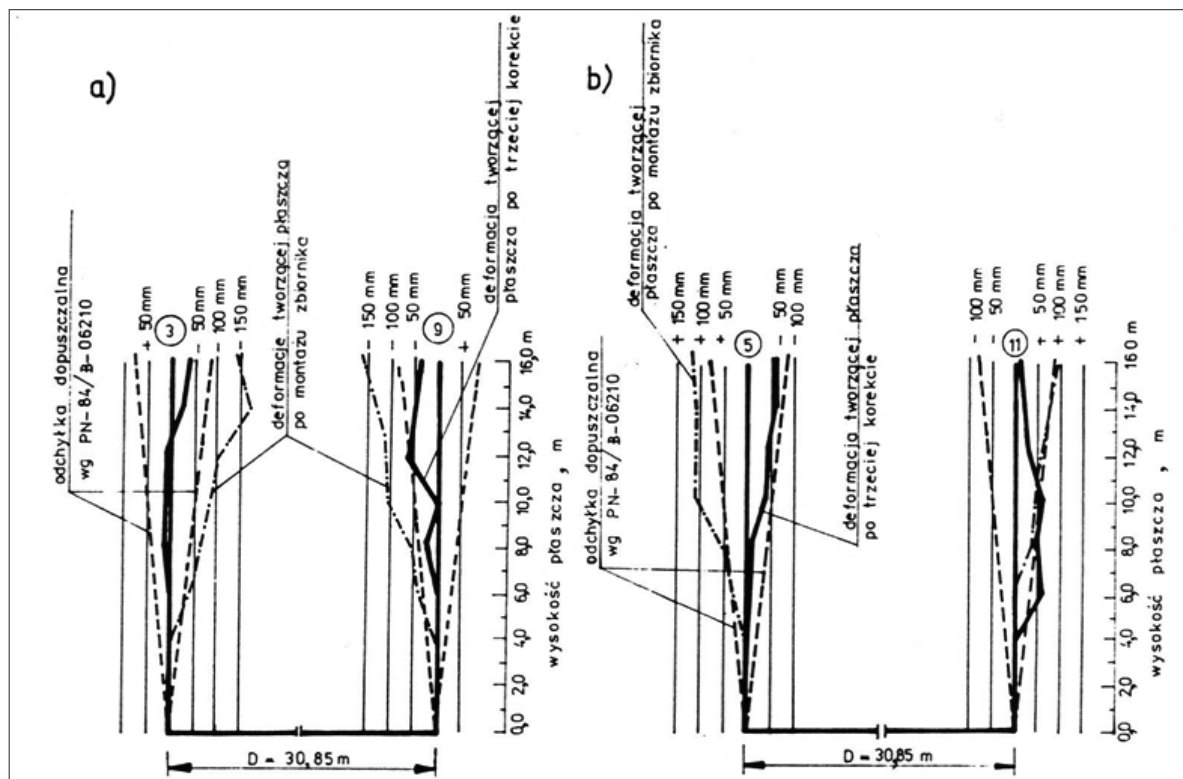 a)
odchyłka dopuszczalna
wg PN-84/B-06210
+ 50 mm
3
- 50 mm
- 100 mm
- 150 mm
deformacje tworzącej płaszcza
po montażu zbiornika
- 150 mm
- 100 mm
- 50 mm
9
+ 50 mm
deformacja tworzącej
płaszcza po trzeciej korekcie
16,0 m
14,0
12,0
10,0
8,0
6,0
4,0
2,0
0,0
wysokość płaszcza , m
D = 30,85 m
b)
deformacja tworzącej
płaszcza po montażu zbiornika
odchyłka dopuszczalna
wg PN-84/B-06210
+ 150 mm
+ 100 mm
+ 50 mm
5
- 50 mm
- 100 mm
deformacja tworzącej płaszcza
po trzeciej korekcie
- 100 mm
- 50 mm
11
+ 50 mm
+ 100 mm
+ 150 mm
16,0 m
14,0
12,0
10,0
8,0
6,0
4,0
2,0
0,0
wysokość płaszcza , m
D = 30,85 m